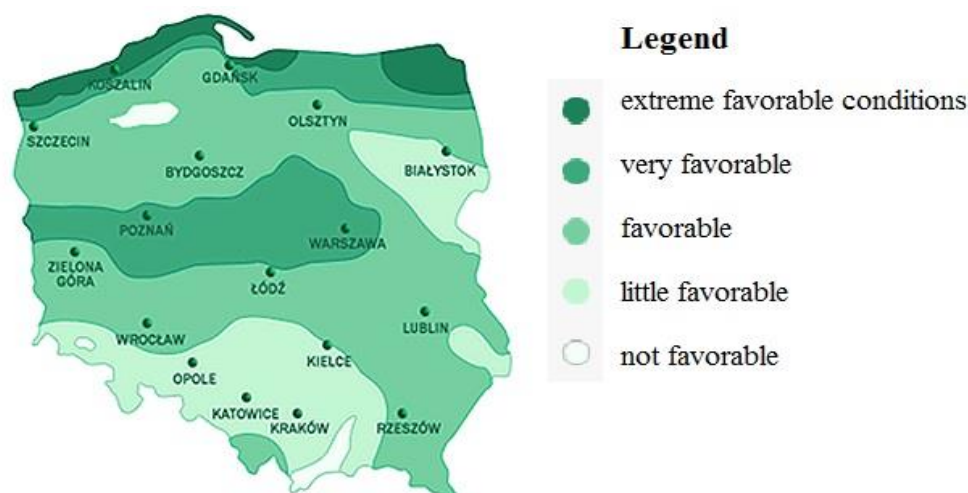 KOSZALIN
GDAŃSK
SZCZECIN
OLSZTYN
BYDGOSZCZ
BIAŁYSTOK
POZNAŃ
WARSZAWA
ZIELONA
GÓRA
ŁÓDŹ
WROCŁAW
LUBLIN
KIELCE
OPOLE
KATOWICE
KRAKÓW
RZESZÓW
Legend
extreme favorable conditions
very favorable
favorable
little favorable
not favorable